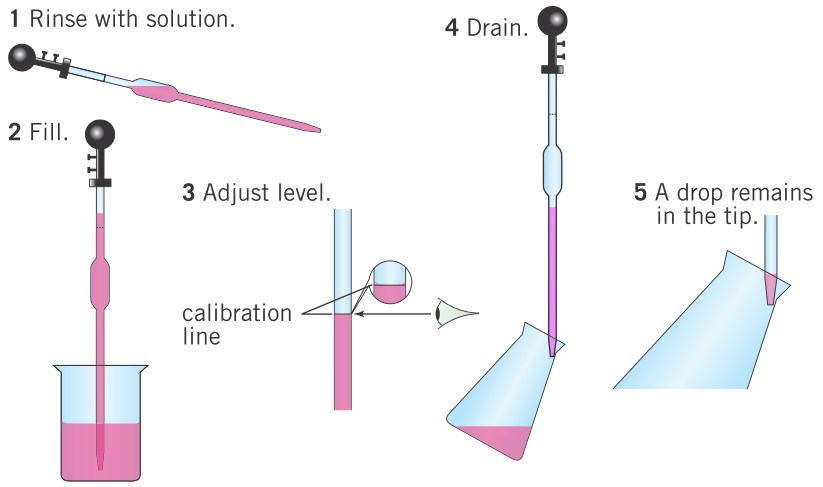 1 Rinse with solution.
2 Fill.
3 Adjust level.
calibration
line
4 Drain.
5 A drop remains
in the tip.